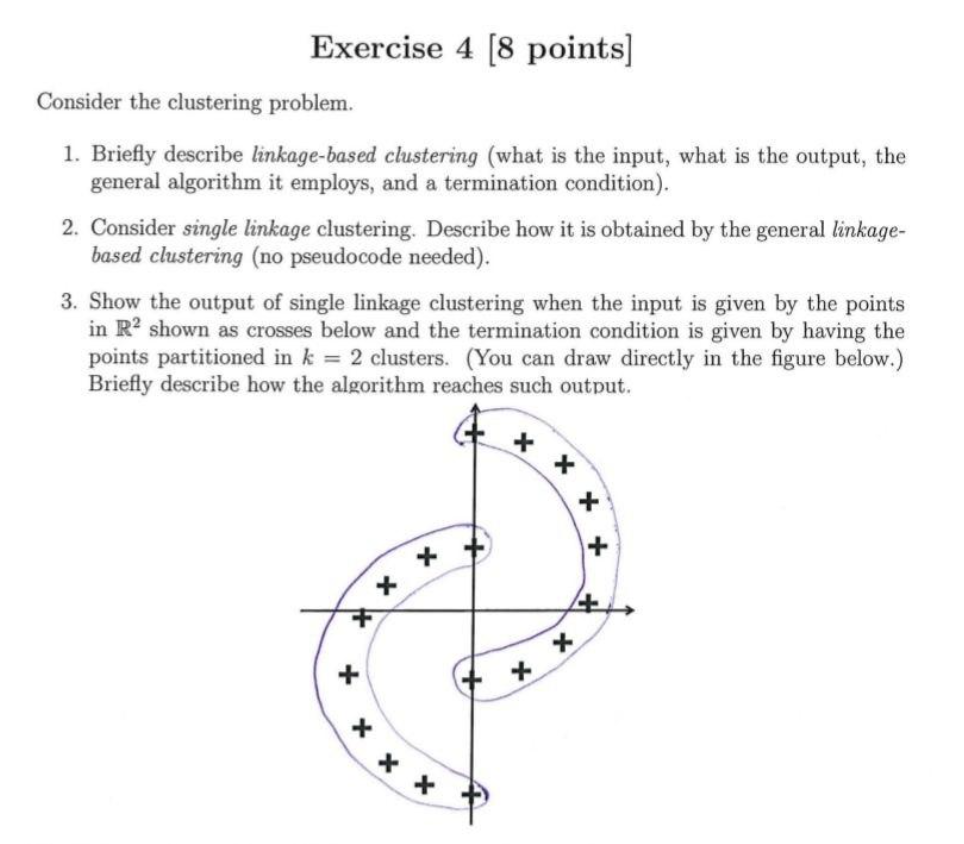 Exercise 4 [8 points]
Consider the clustering problem.
1. Briefly describe linkage-based clustering (what is the input, what is the output, the
general algorithm it employs, and a termination condition).
2. Consider single linkage clustering. Describe how it is obtained by the general linkage-
based clustering (no pseudocode needed).
3. Show the output of single linkage clustering when the input is given by the points
in R² shown as crosses below and the termination condition is given by having the
points partitioned in k = 2 clusters. (You can draw directly in the figure below.)
Briefly describe how the algorithm reaches such output.